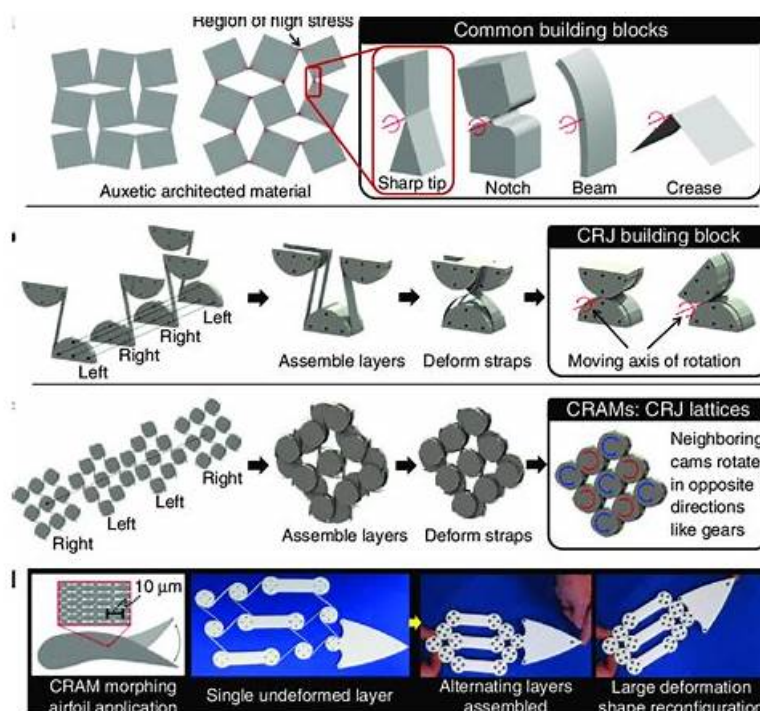 Region of high stress
Common building blocks
Auxetic architected material
Sharp tip
Notch
Beam
Crease
CRJ building block
Left
Right
Right
Left
Assemble layers
Deform straps
Moving axis of rotation
CRAMs: CRJ lattices
Right
Left
Left
Right
Assemble layers
Deform straps
Neighboring
cams rotate
in opposite
directions
like gears
d
10 μm
CRAM morphing
airfoil application
Single undeformed layer
Alternating layers
assembled
Large deformation
shape reconfiguration